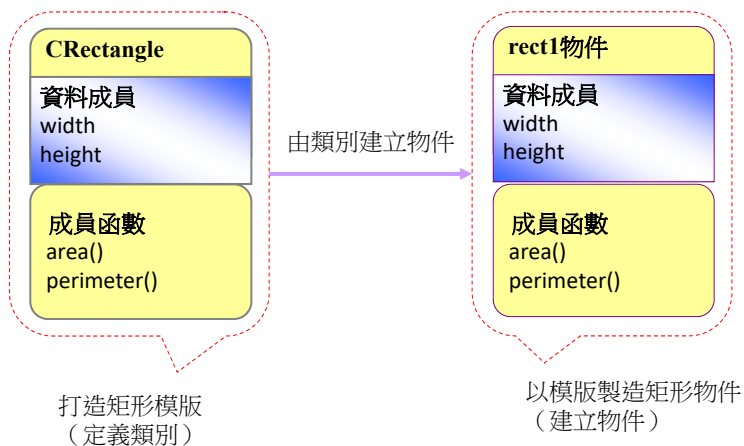 CRectangle
資料成員
width
height
成員函數
area()
perimeter()
打造矩形模版
（定義類別）
由類別建立物件
rect1物件
資料成員
width
height
成員函數
area()
perimeter()
以模版製造矩形物件
（建立物件）